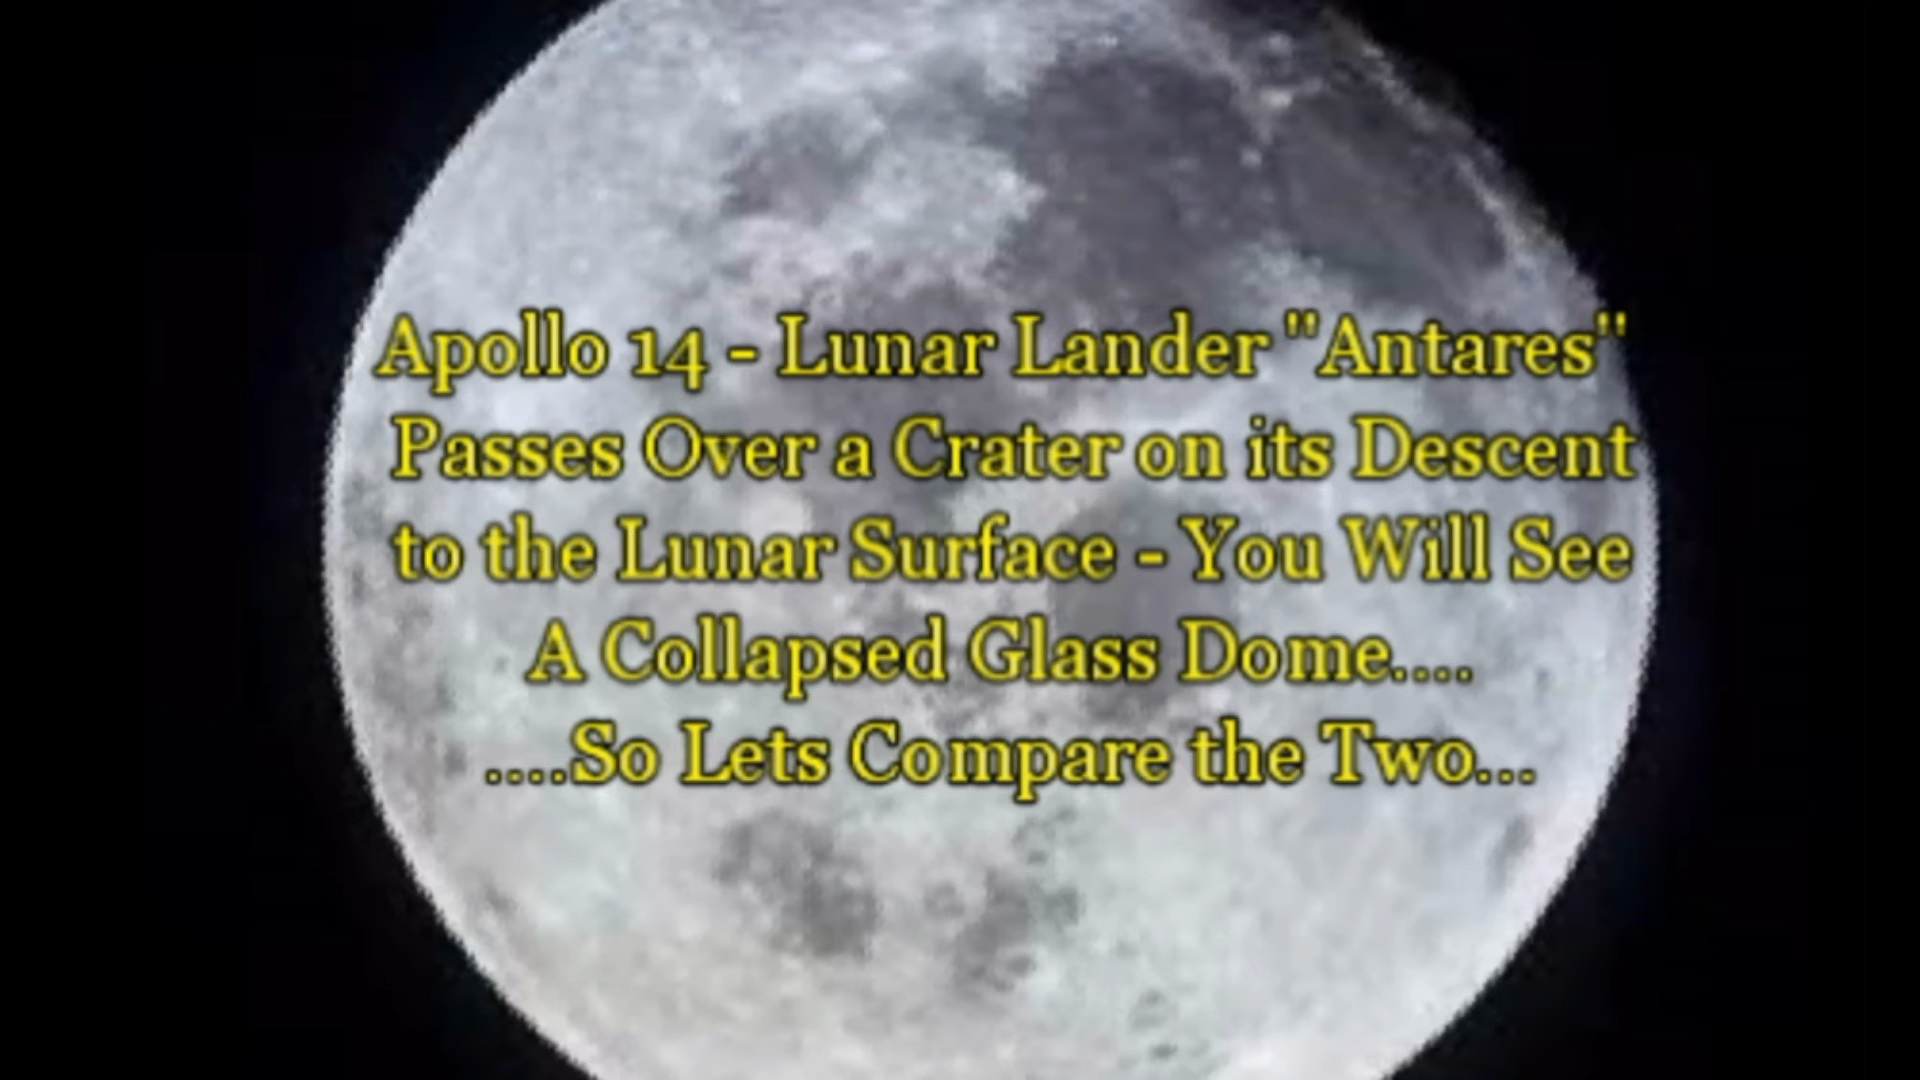 Apollo 14 - Lunar Lander "Antares"
Passes Over a Crater on its Descent
to the Lunar Surface - You Will See
A Collapsed Glass Dome....
....So Lets Compare the Two...